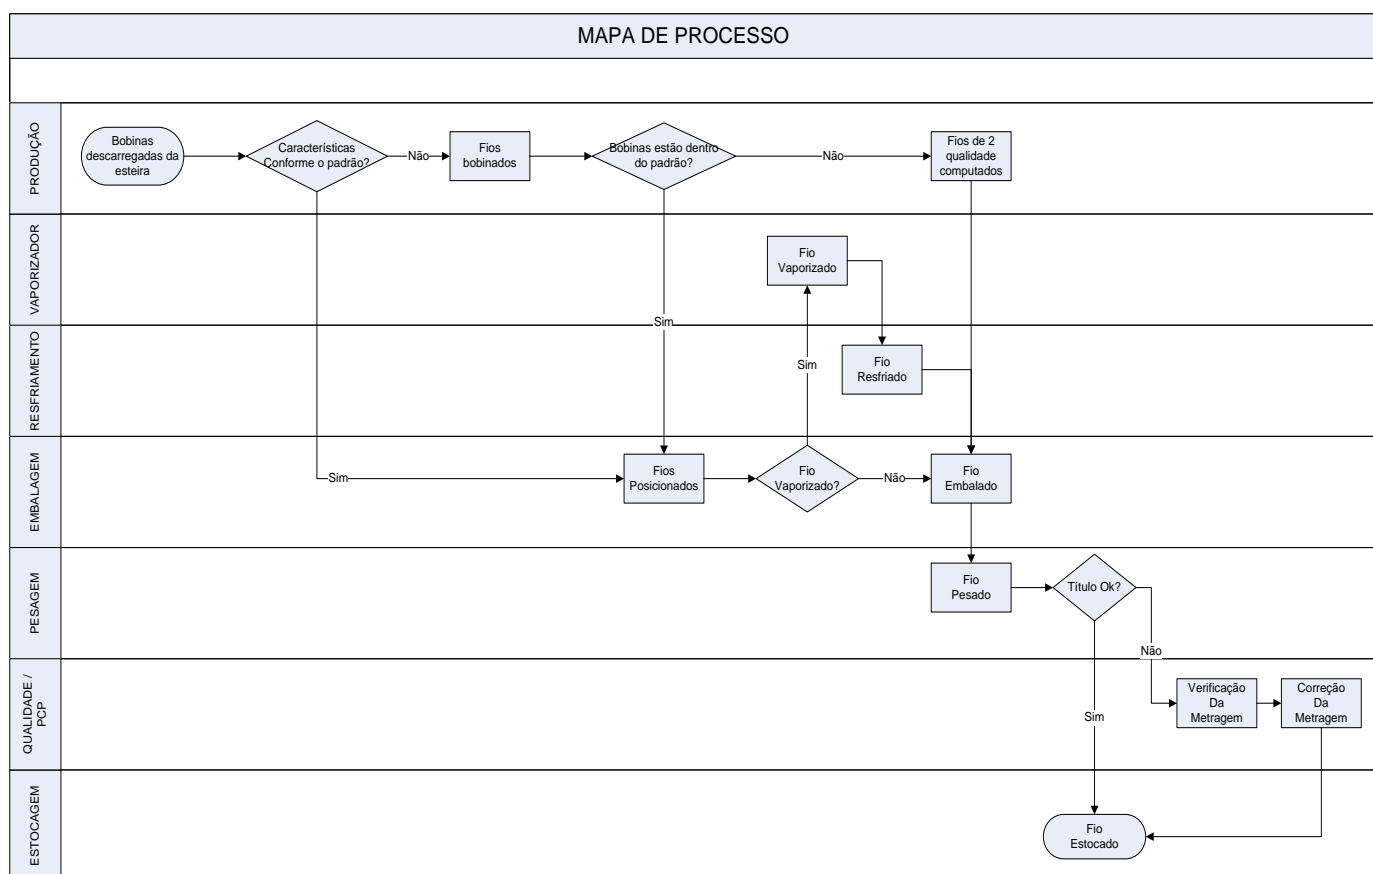 MAPA DE PROCESSO
PRODUÇÃO
Bobinas
descarregadas da
esteira
Características
Conforme o padrão?
Não
Fios
bobinados
Bobinas estão dentro
do padrão?
Não
Fios de 2
qualidade
computados
VAPORIZADOR
Fio
Vaporizado
Sim
RESFRIAMENTO
Sim
Fio
Resfriado
EMBALAGEM
Sim
Fios
Posicionados
Fio
Vaporizado?
Não
Fio
Embalado
PESAGEM
Fio
Pesado
Título Ok?
Não
QUALIDADE /
PCP
Sim
Verificação
Da
Metragem
Correção
Da
Metragem
ESTOCAGEM
Fio
Estocado